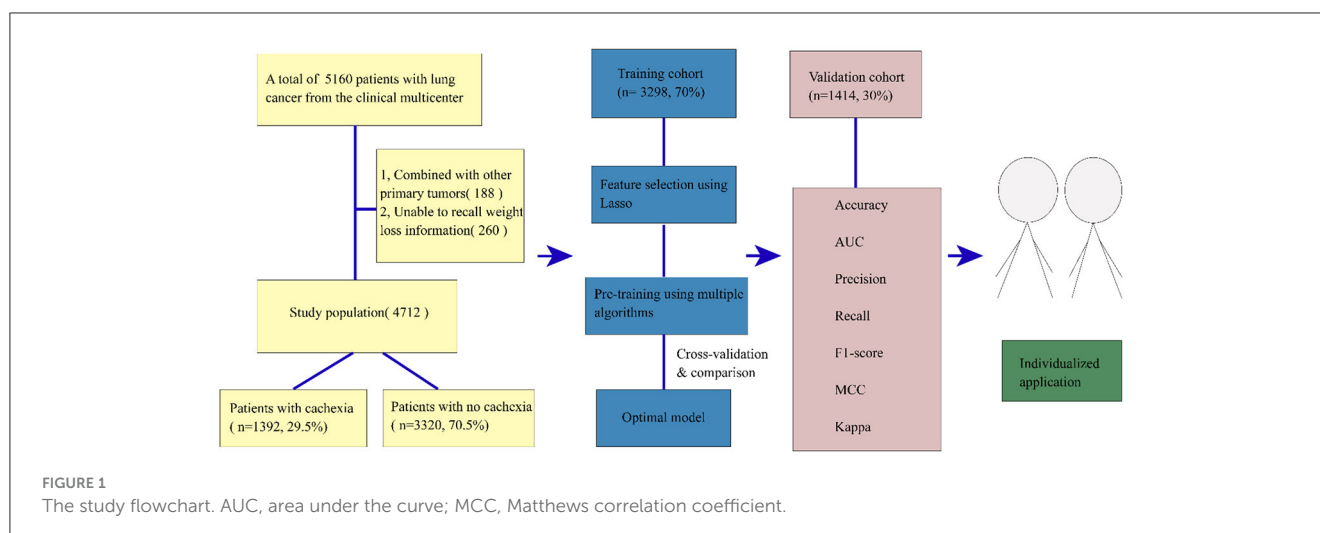 A total of 5160 patients with lung
cancer from the clinical multicenter
1, Combined with other
primary tumors( 188 )
2, Unable to recall weight
loss information( 260 )
Study population( 4712 )
Patients with cachexia
( n=1392, 29.5%)
Patients with no cachexia
( n=3320, 70.5%)
Training cohort
(n= 3298, 70%)
Feature selection using
Lasso
Pre-training using multiple
algorithms
Cross-validation
& comparison
Optimal model
Validation cohort
(n=1414, 30%)
Accuracy
AUC
Precision
Recall
F1-score
MCC
Kappa
Individualized
application
FIGURE 1
The study flowchart. AUC, area under the curve; MCC, Matthews correlation coefficient.